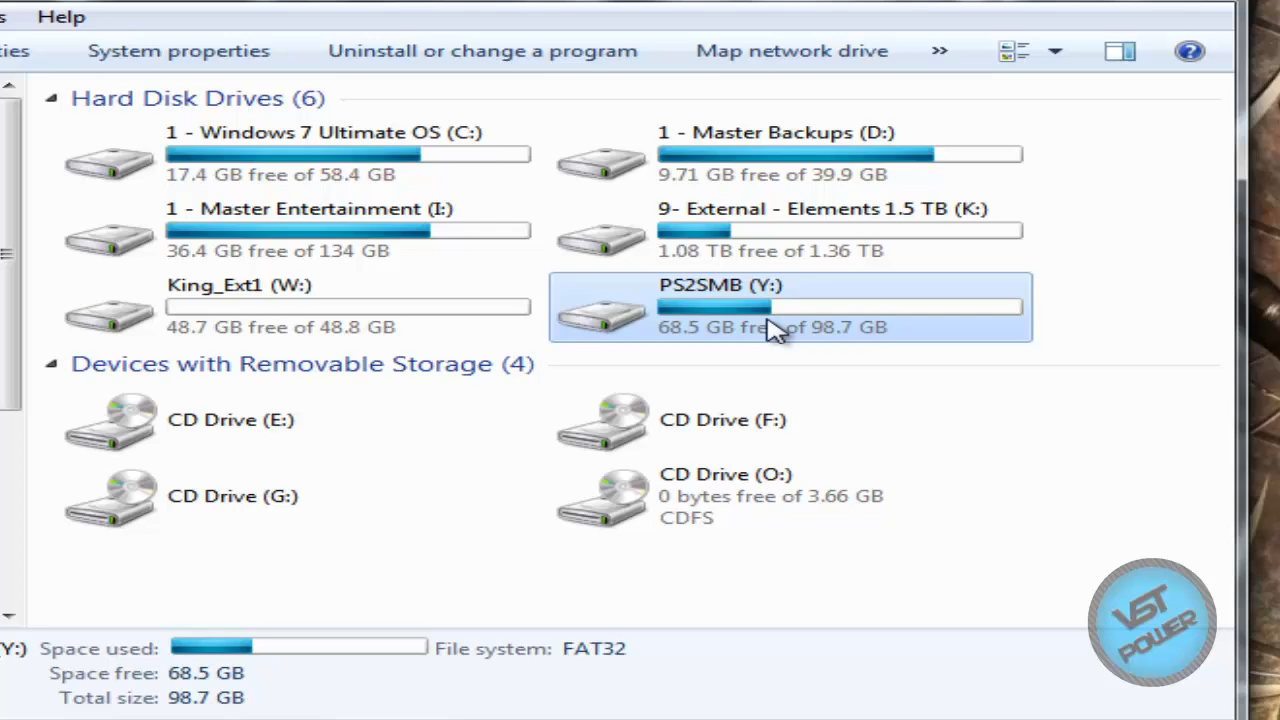 s Help
ties System properties Uninstall or change a program Map network drive »
Hard Disk Drives (6)
1 - Windows 7 Ultimate OS (C:)
17.4 GB free of 58.4 GB
1 - Master Backups (D:)
9.71 GB free of 39.9 GB
1 - Master Entertainment (I:)
36.4 GB free of 134 GB
9- External - Elements 1.5 TB (K:)
1.08 TB free of 1.36 TB
King_Ext1 (W:)
48.7 GB free of 48.8 GB
PS2SMB (Y:)
68.5 GB free of 98.7 GB
Devices with Removable Storage (4)
CD Drive (E:)
CD Drive (F:)
CD Drive (G:)
CD Drive (O:)
0 bytes free of 3.66 GB
CDFS
(Y:) Space used: File system: FAT32
Space free: 68.5 GB
Total size: 98.7 GB
VST
POWER